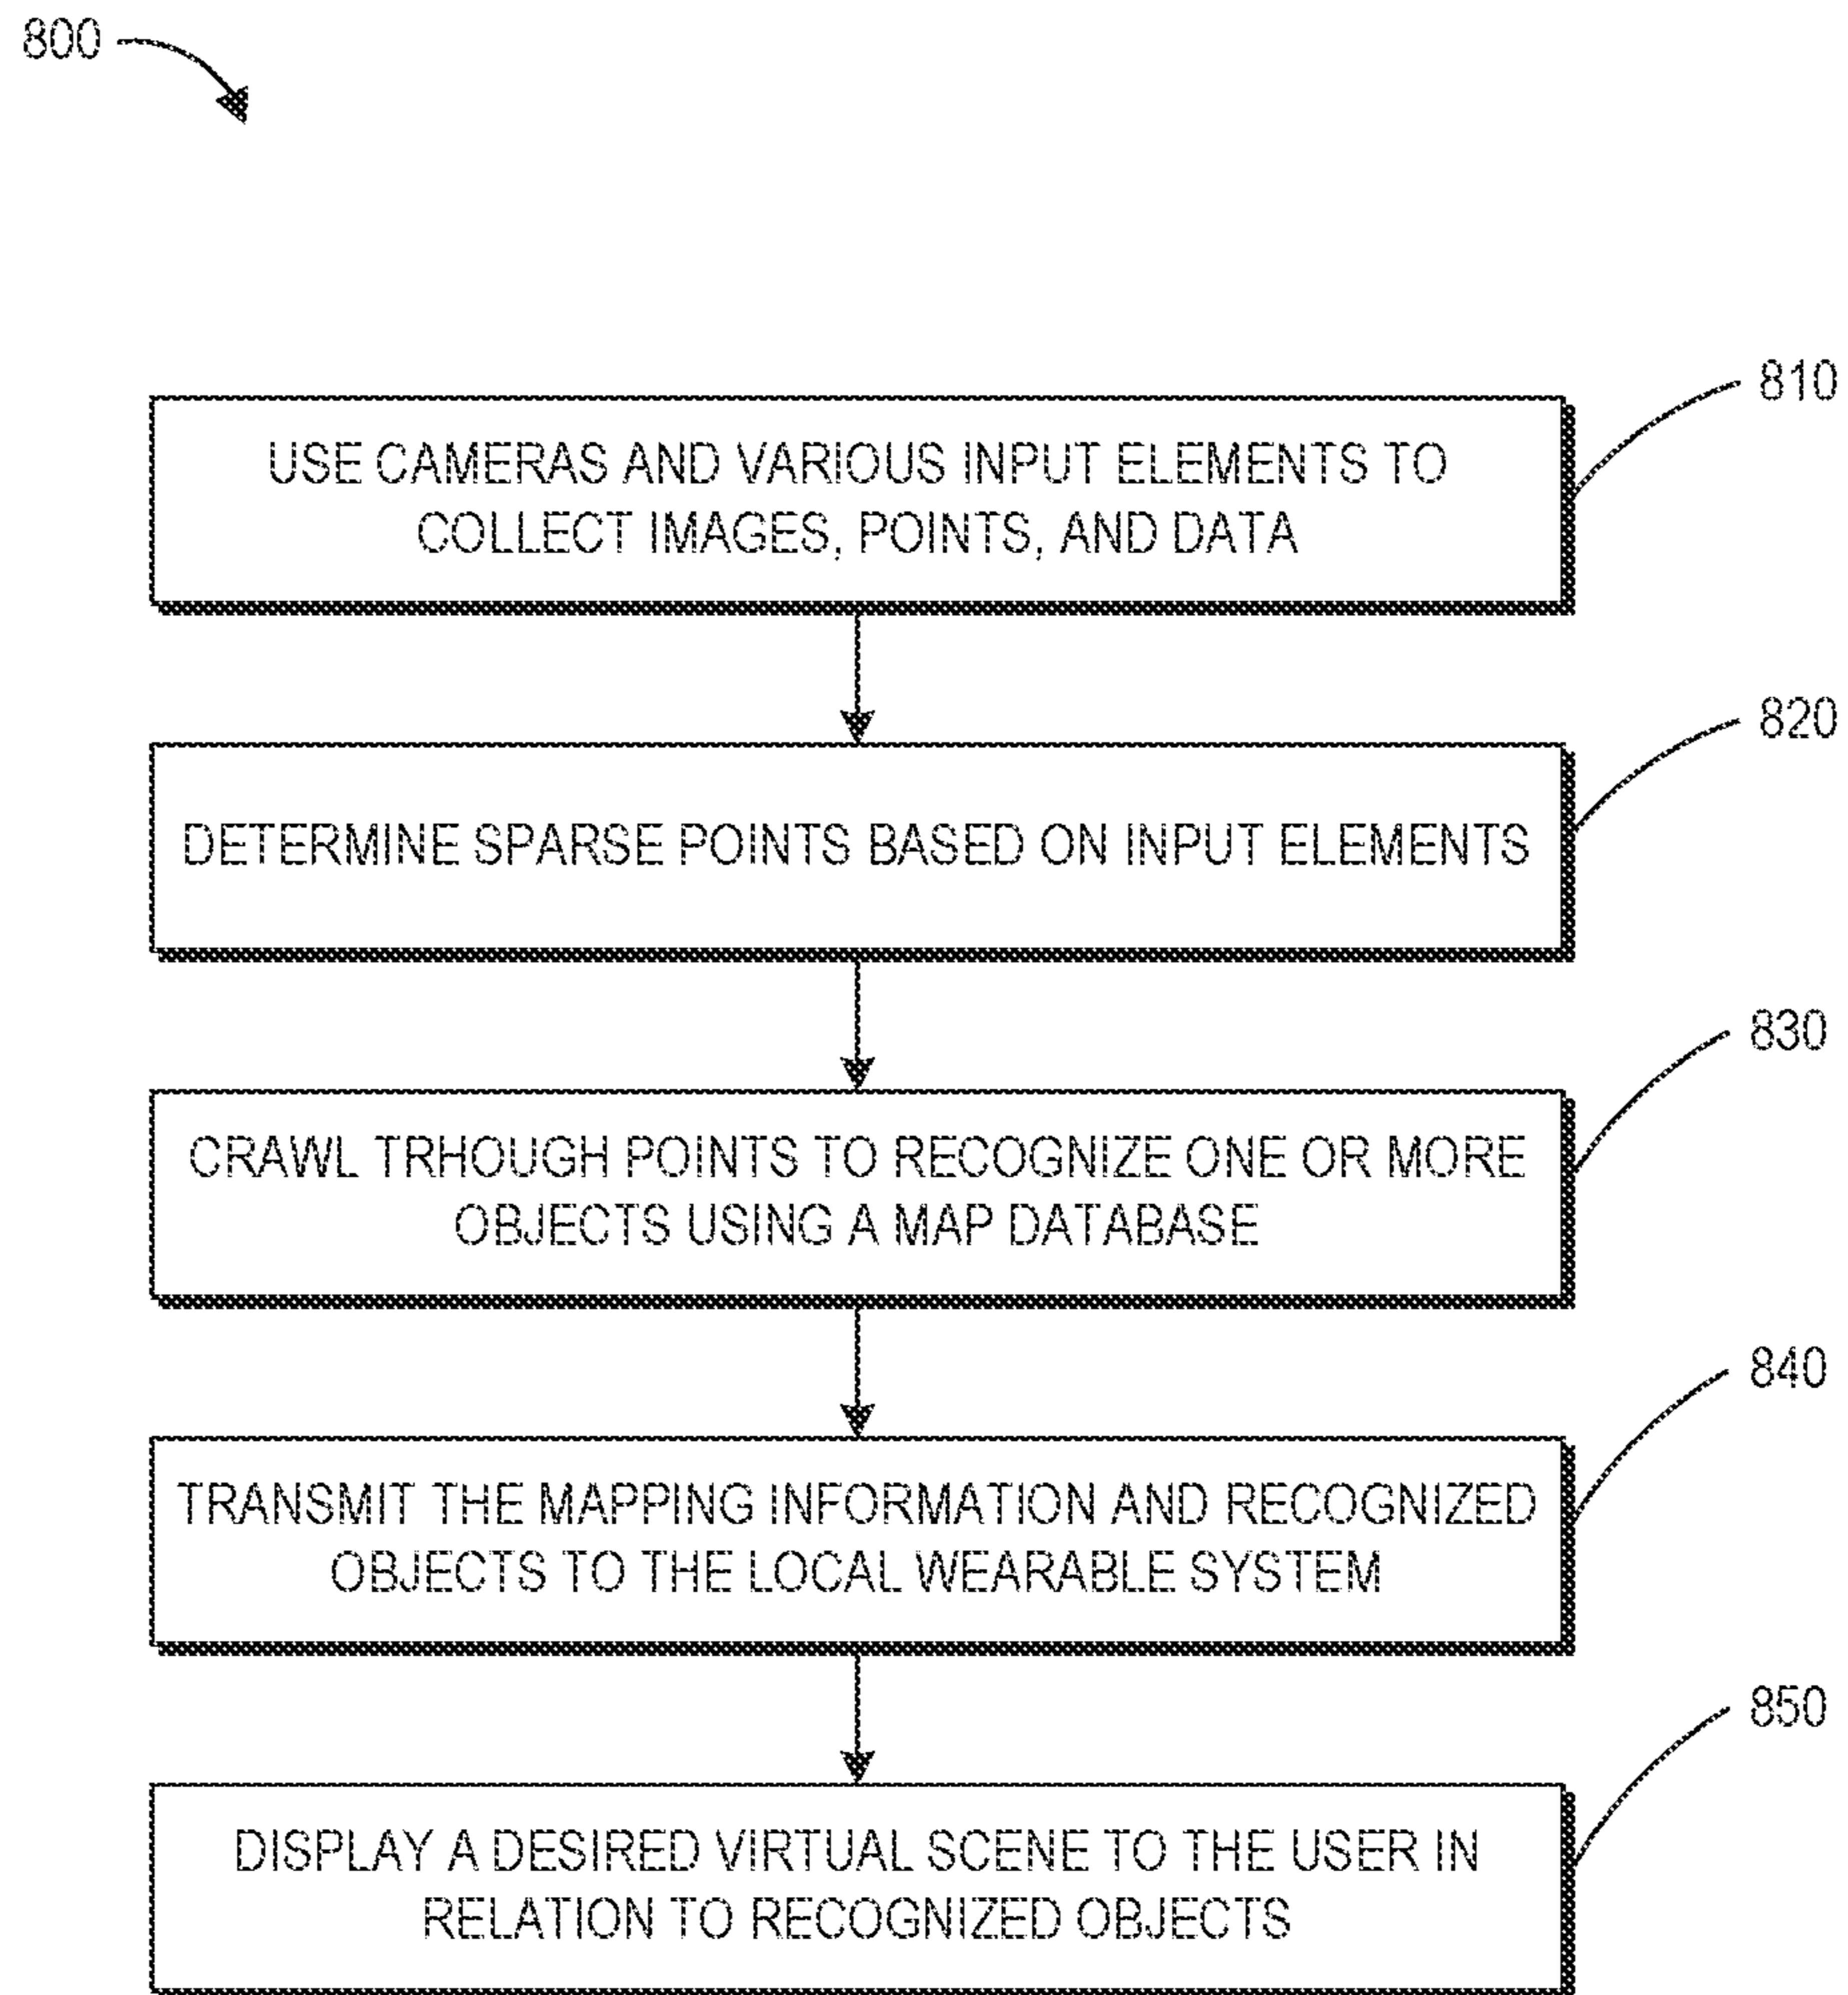 800
810
USE CAMERAS AND VARIOUS INPUT ELEMENTS TO
COLLECT IMAGES, POINTS, AND DATA
820
DETERMINE SPARSE POINTS BASED ON INPUT ELEMENTS
830
CRAWL TRHOUGH POINTS TO RECOGNIZE ONE OR MORE
OBJECTS USING A MAP DATABASE
840
TRANSMIT THE MAPPING INFORMATION AND RECOGNIZED
OBJECTS TO THE LOCAL WEARABLE SYSTEM
850
DISPLAY A DESIRED VIRTUAL SCENE TO THE USER IN
RELATION TO RECOGNIZED OBJECTS